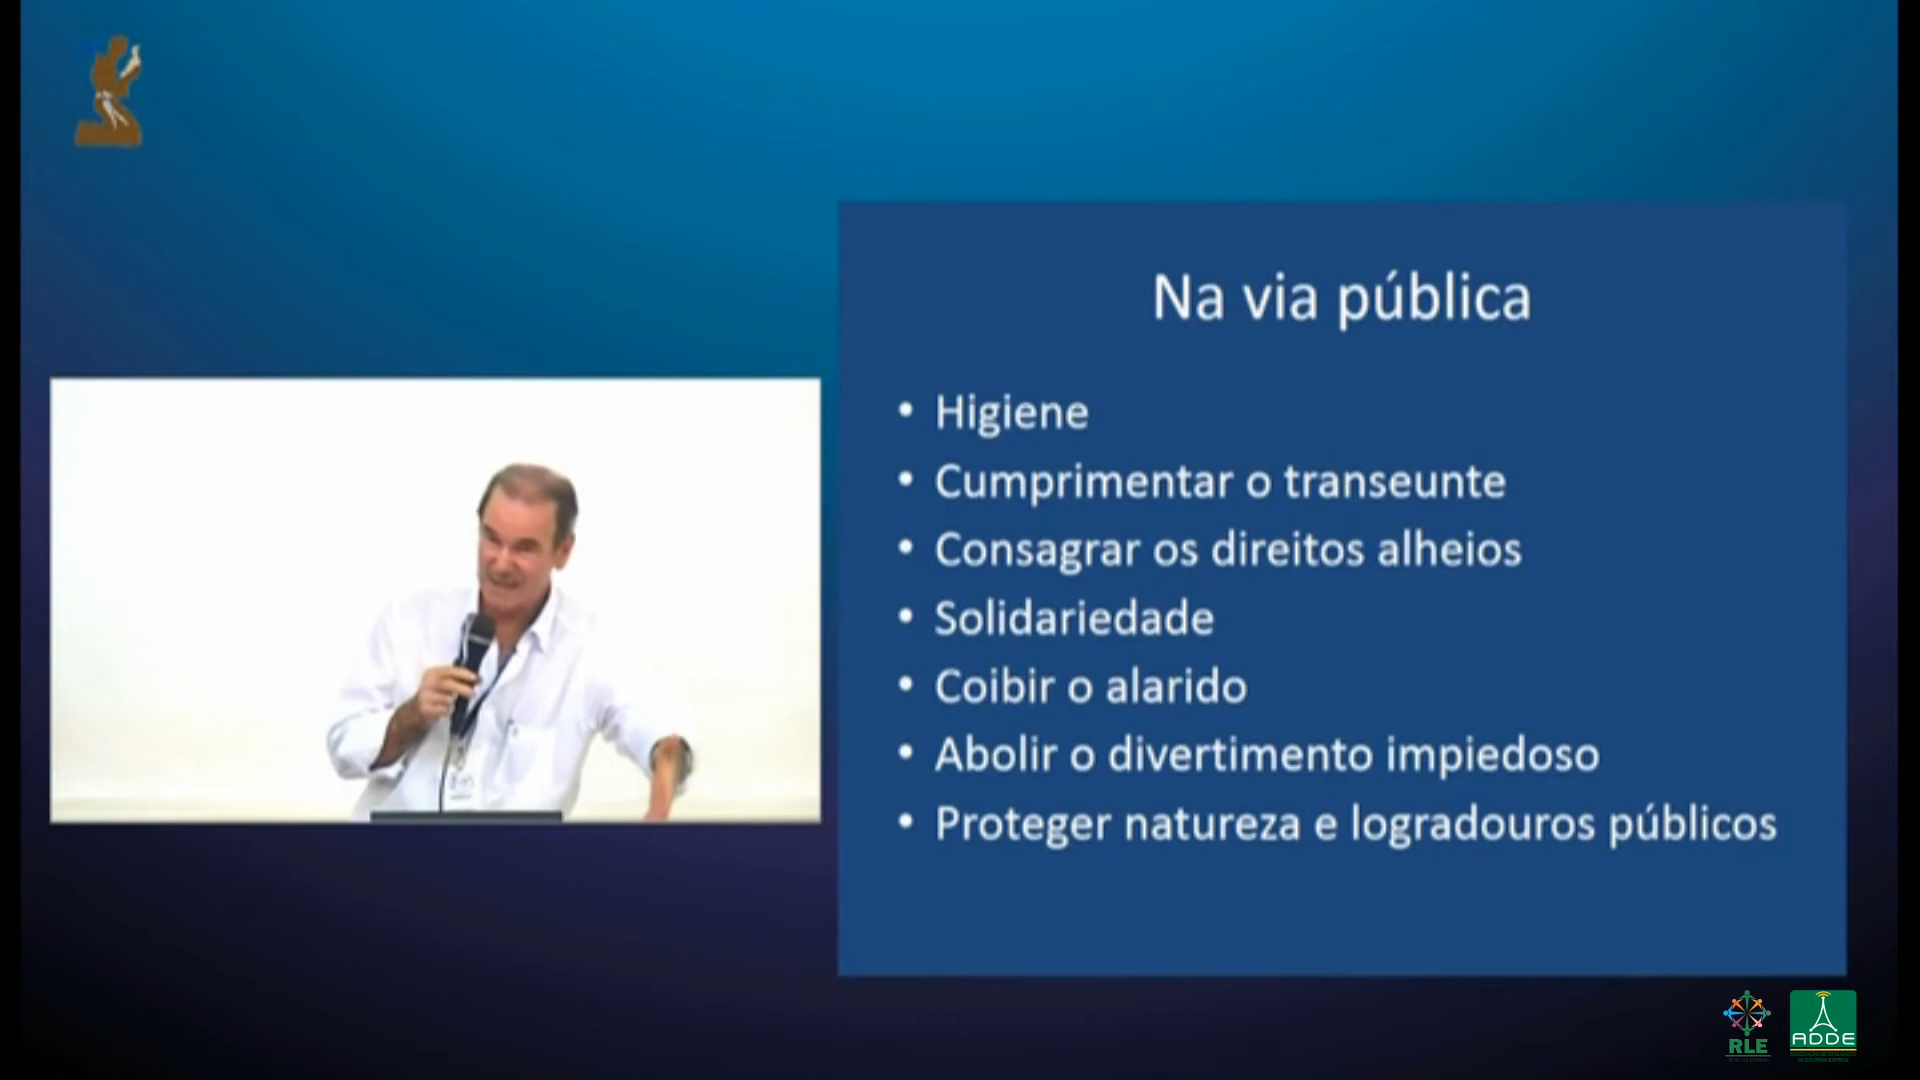 Na via pública
• Higiene
• Cumprimentar o transeunte
• Consagrar os direitos alheios
• Solidariedade
• Coibir o alarido
• Abolir o divertimento impiedoso
• Proteger natureza e logradouros públicos
RLE
ADDE